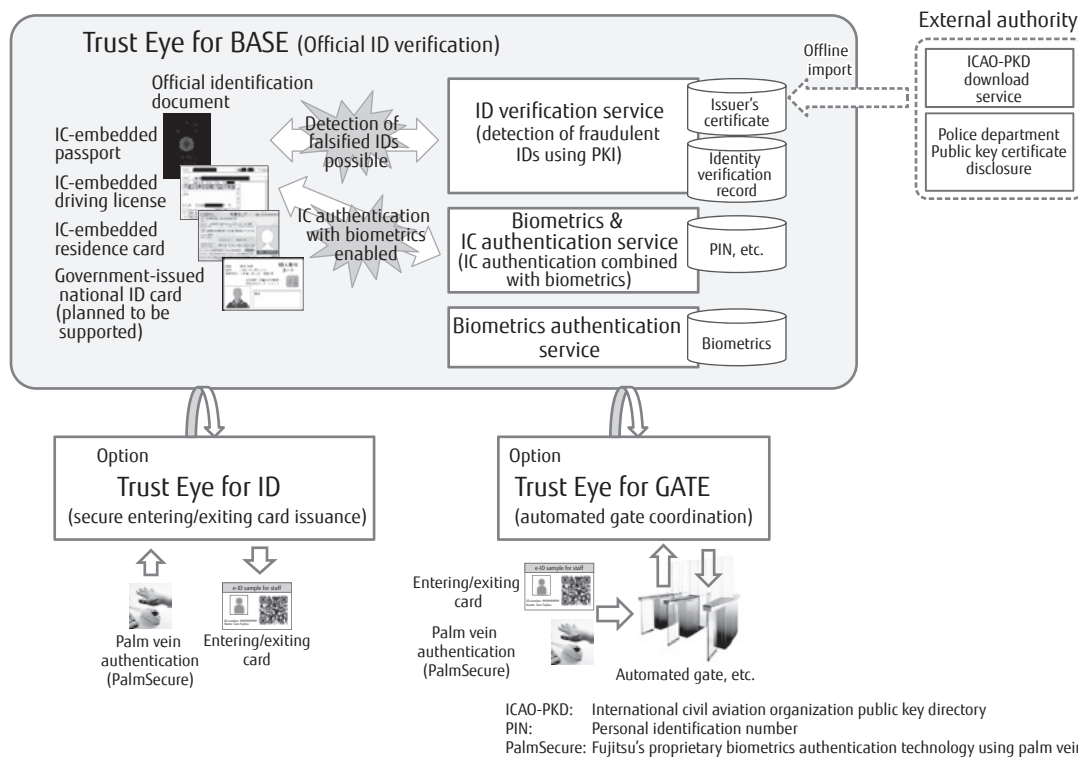 External authority
Trust Eye for BASE (Official ID verification)
Offline
import
ICAO-PKD
download
service
Police department
Public key certificate
disclosure
Official identification
document
IC-embedded
passport
IC-embedded
driving license
IC-embedded
residence card
Government-issued
national ID card
(planned to be
supported)
Detection of
falsified IDs
possible
IC authentication
with biometrics
enabled
ID verification service
(detection of fraudulent
IDs using PKI)
Issuer's
certificate
Identity
verification
record
Biometrics &
IC authentication service
(IC authentication combined
with biometrics)
PIN, etc.
Biometrics authentication
service
Biometrics
Option
Trust Eye for ID
(secure entering/exiting card issuance)
Option
Trust Eye for GATE
(automated gate coordination)
e-ID sample for staff
Palm vein
authentication
(PalmSecure)
Entering/exiting
card
Entering/exiting
card
e-ID sample for staff
Palm vein
authentication
(PalmSecure)
Automated gate, etc.
ICAO-PKD: International civil aviation organization public key directory
PIN: Personal identification number
PalmSecure: Fujitsu's proprietary biometrics authentication technology using palm vein